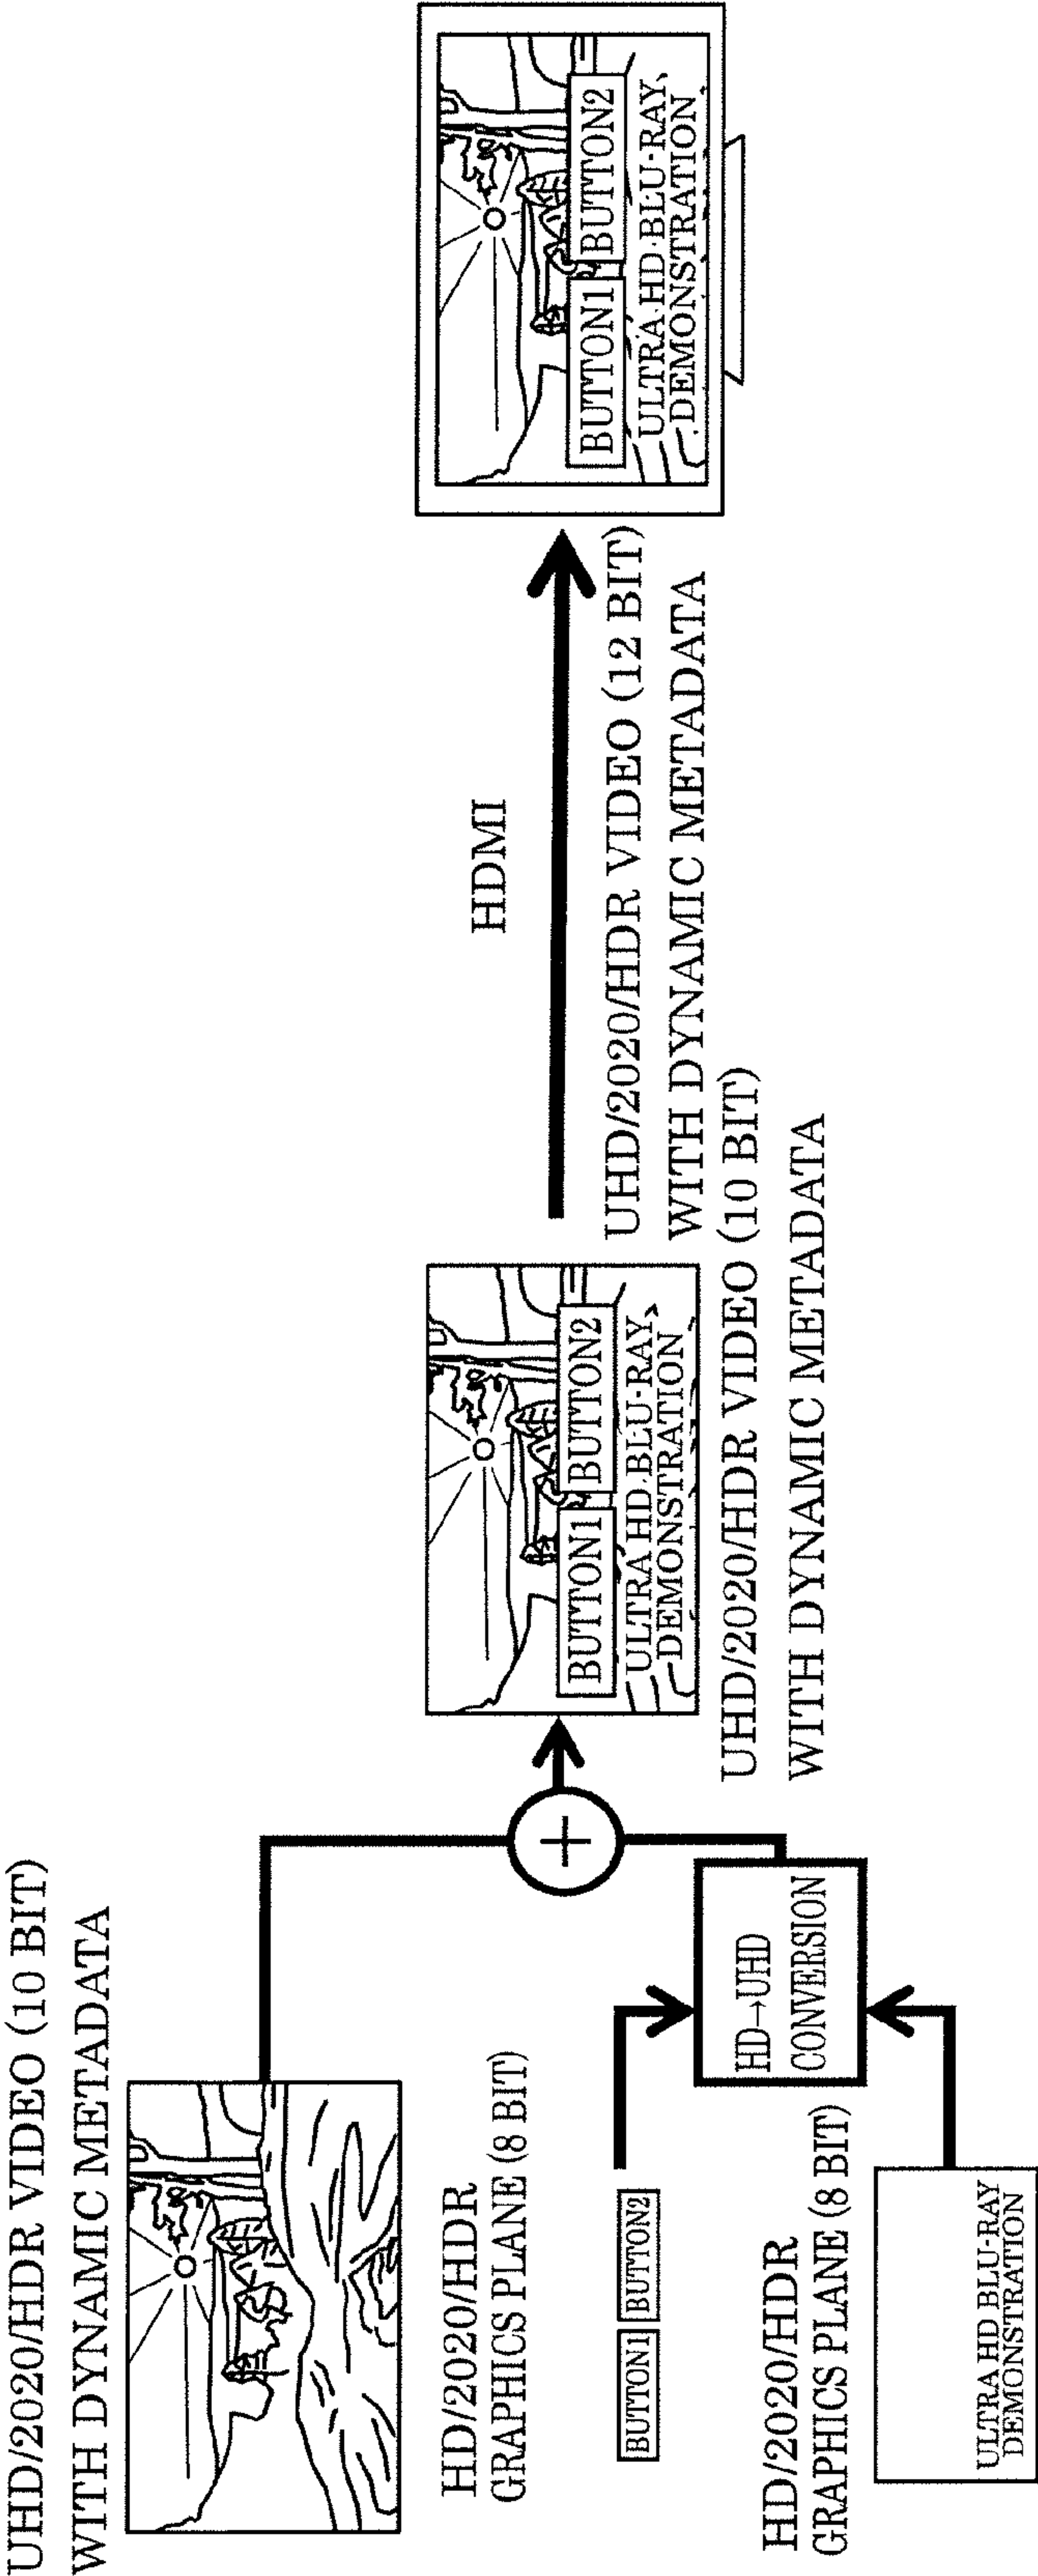 UHD/2020/HDR VIDEO (10 BIT)
WITH DYNAMIC METADATA
HD/2020/HDR
GRAPHICS PLANE (8 BIT)
BUTTON1 BUTTON2
HD/2020/HDR
GRAPHICS PLANE (8 BIT)
ULTRA HD BLU-RAY
DEMONSTRATION
HD→UHD
CONVERSION
+
BUTTON1 BUTTON2
ULTRA HD BLU-RAY
DEMONSTRATION
UHD/2020/HDR VIDEO (10 BIT)
WITH DYNAMIC METADATA
HDMI
UHD/2020/HDR VIDEO (12 BIT)
WITH DYNAMIC METADATA
BUTTON1 BUTTON2
ULTRA HD BLU-RAY
DEMONSTRATION